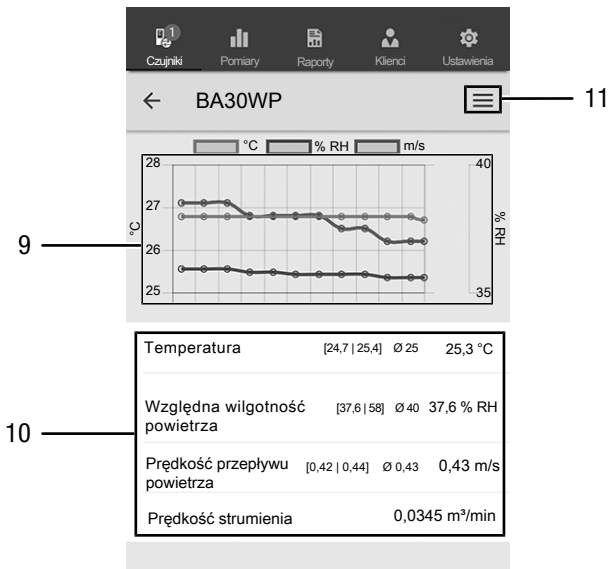 1
Czujniki Pomiary Raporty Klienci Ustawienia
BA30WP
11
°C % RH m/s
28
27
26
25
°C
40
35
% RH
9
10
Temperatura [24,7 | 25,4] Ø 25 25,3 °C
Względna wilgotność powietrza [37,6 | 58] Ø 40 37,6 % RH
Prędkość przepływu powietrza [0,42 | 0,44] Ø 0,43 0,43 m/s
Prędkość strumienia 0,0345 m³/min